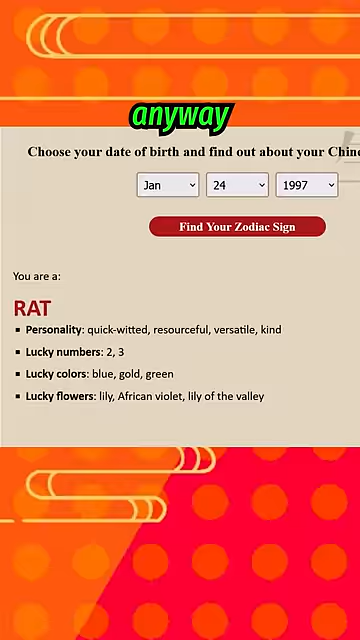 anyway
Choose your date of birth and find out about your Chine
Jan 24 1997
Find Your Zodiac Sign
You are a:
RAT
▪ Personality: quick-witted, resourceful, versatile, kind
▪ Lucky numbers: 2, 3
▪ Lucky colors: blue, gold, green
▪ Lucky flowers: lily, African violet, lily of the valley